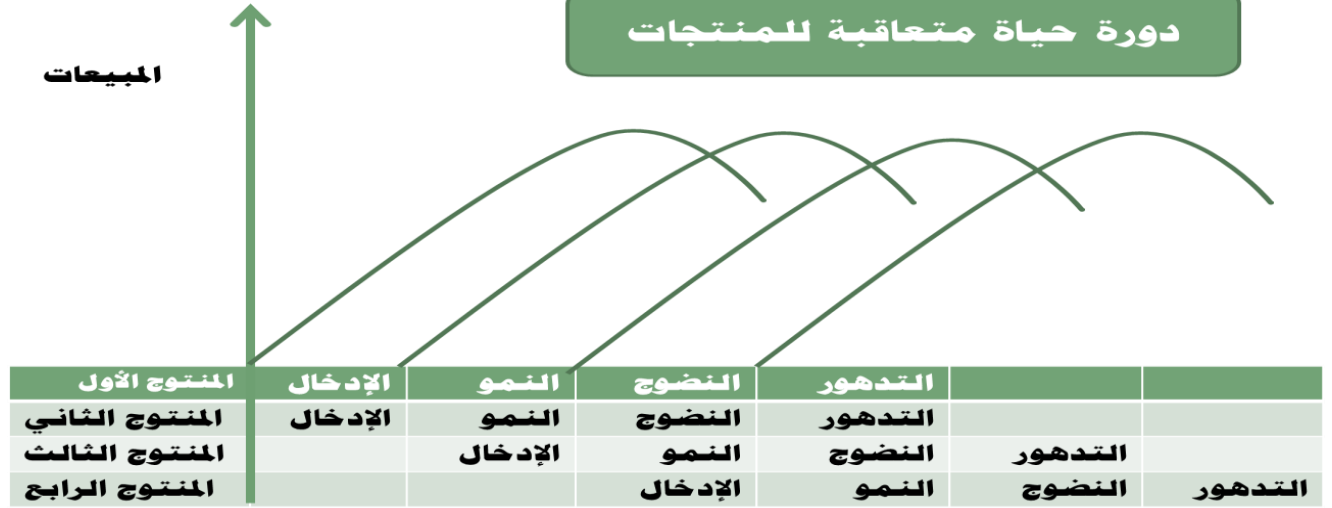 دورة حياة متعاقبة للمنتجات
المبيعات
المنتوج الأول الإدخال النمو النضوج التدهور
المنتوج الثاني الإدخال النمو النضوج التدهور
المنتوج الثالث الإدخال النمو النضوج التدهور
المنتوج الرابع الإدخال النمو النضوج التدهور